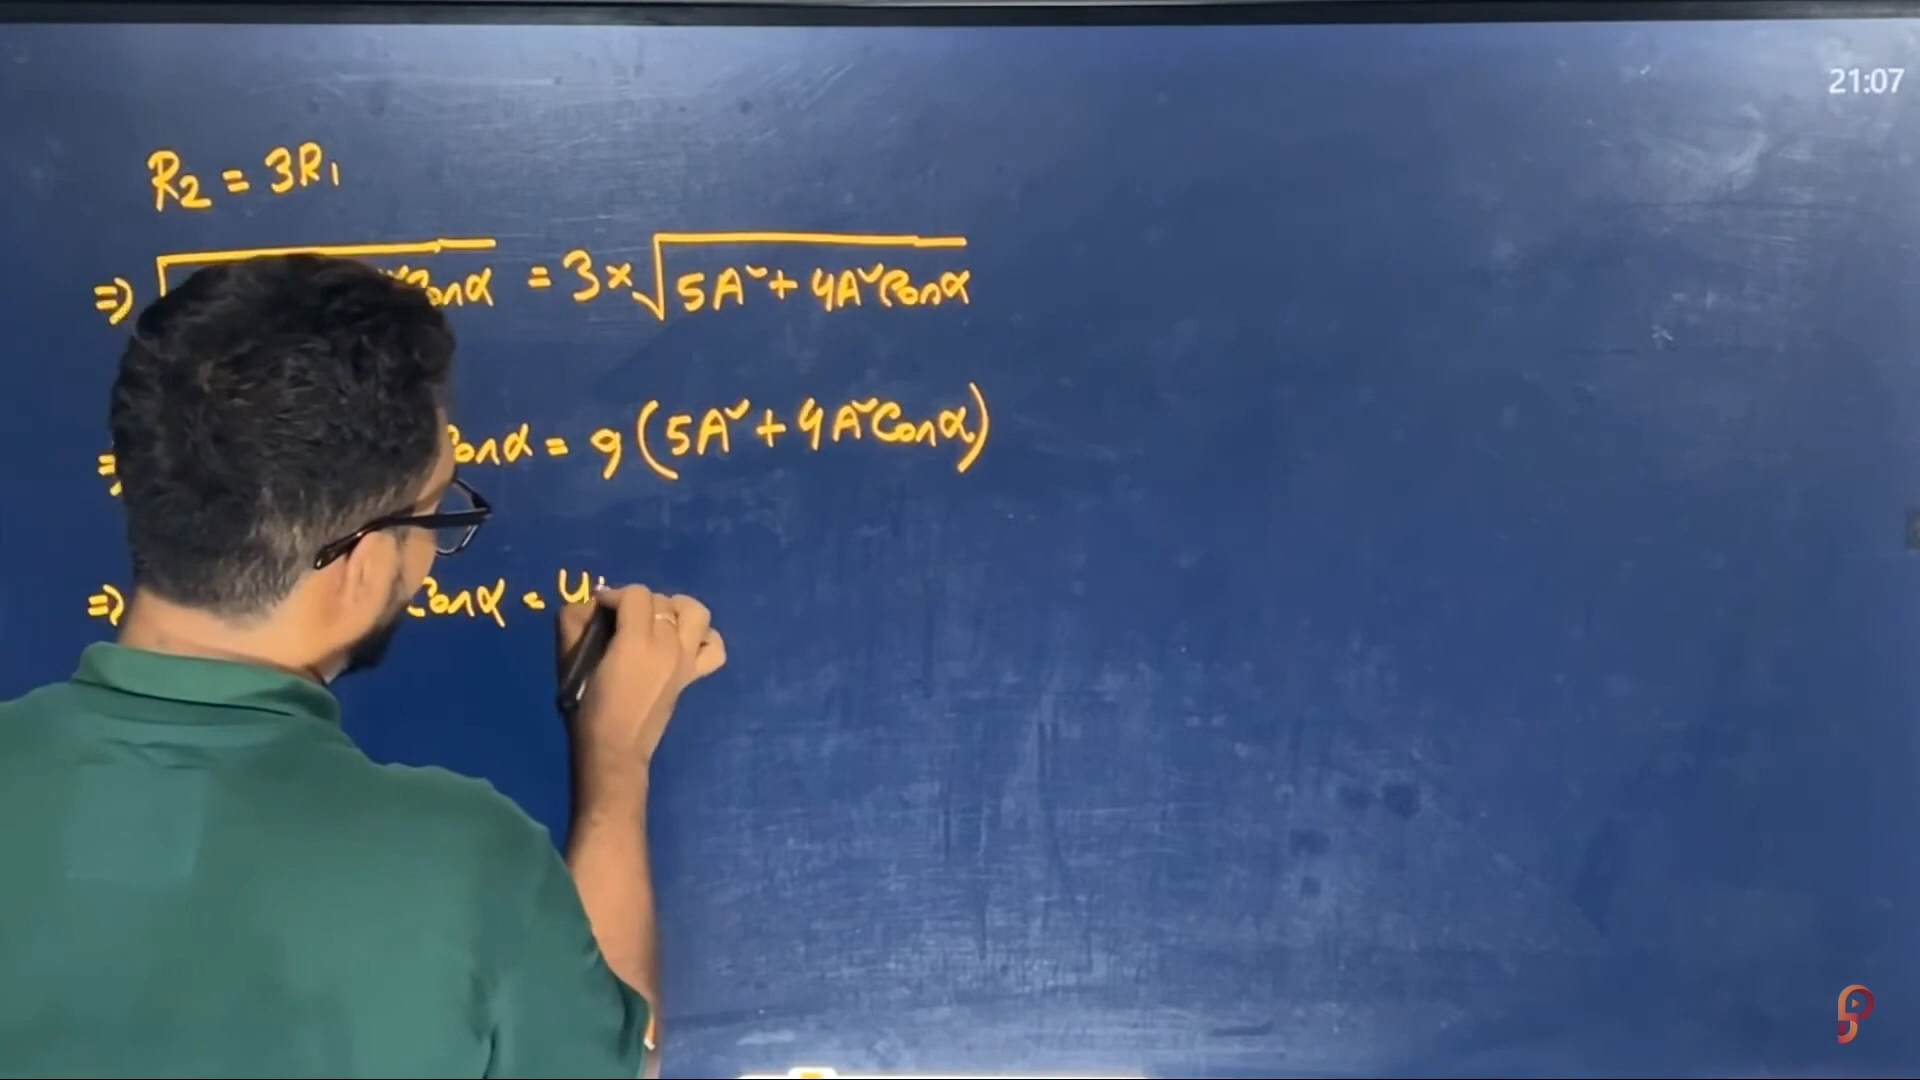 21:07
R₂ = 3R₁
⇒ √ Cosα = 3×√5A² + 4A²Cosα
⇒ Cosα = 9(5A² + 4A²Cosα)
⇒ Cosα = 4